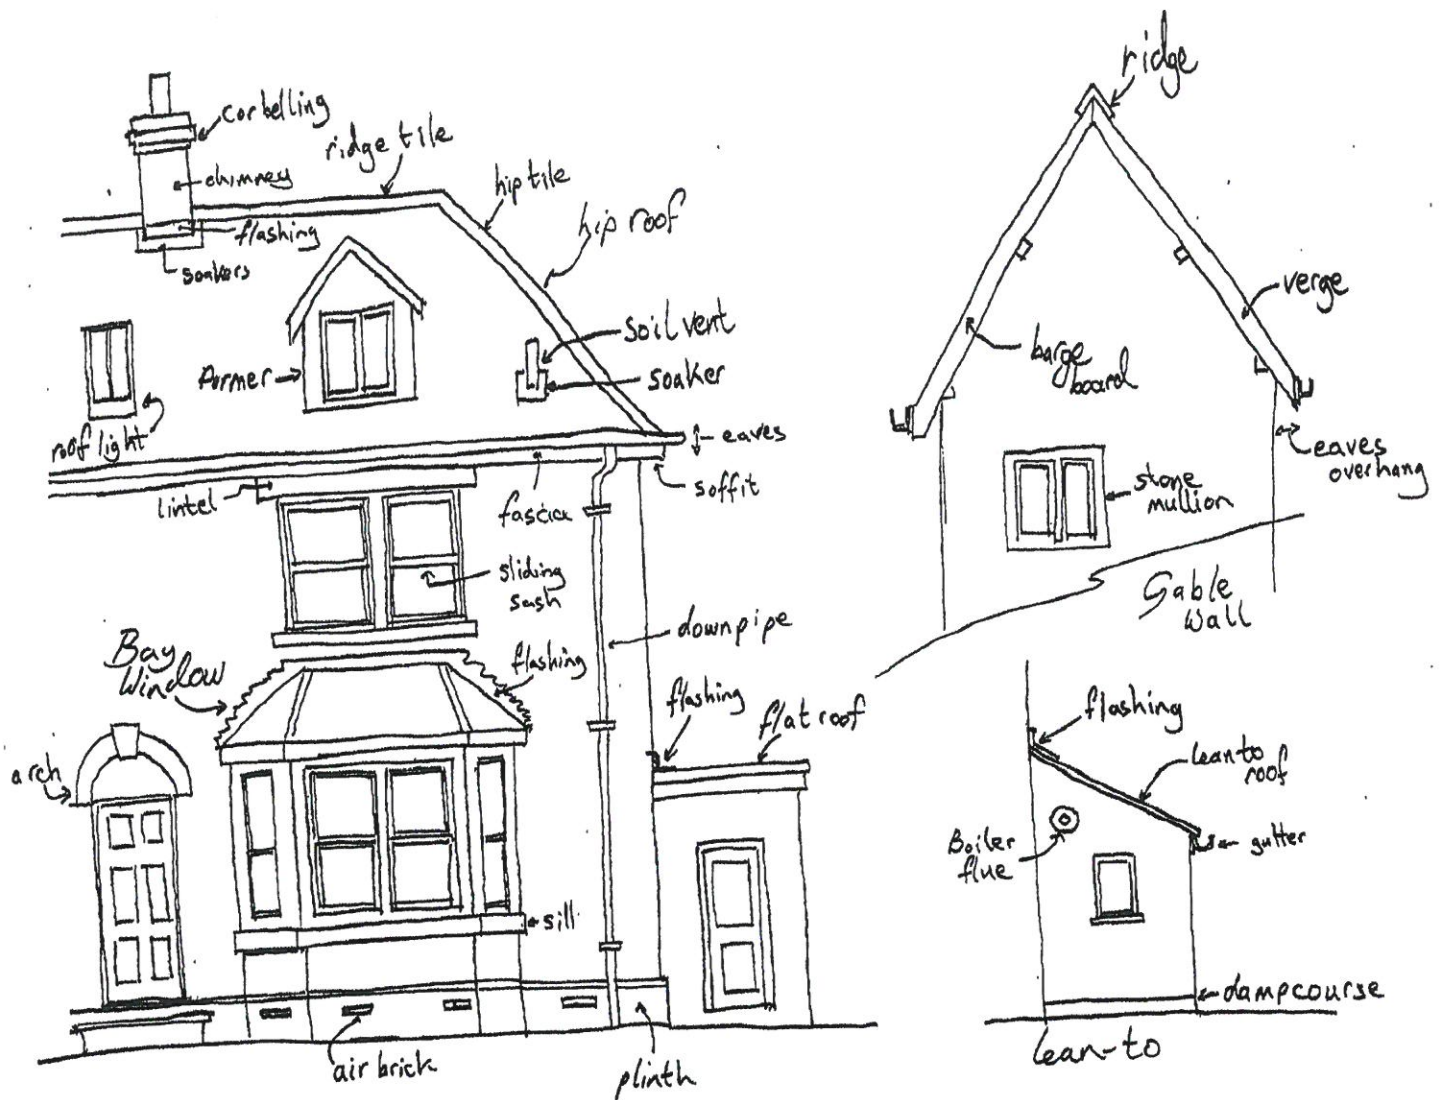 corbelling
ridge tile
chimney
hip tile
hip roof
flashing
soakers
soil vent
Dormer
soaker
roof light
eaves
lintel
fascia
soffit
sliding
sash
downpipe
Bay
Window
flashing
flashing
flat roof
arch
sill
air brick
plinth
ridge
verge
barge
board
eaves
overhang
stone
mullion
Gable
Wall
flashing
lean to
roof
Boiler
flue
gutter
dampcourse
lean-to